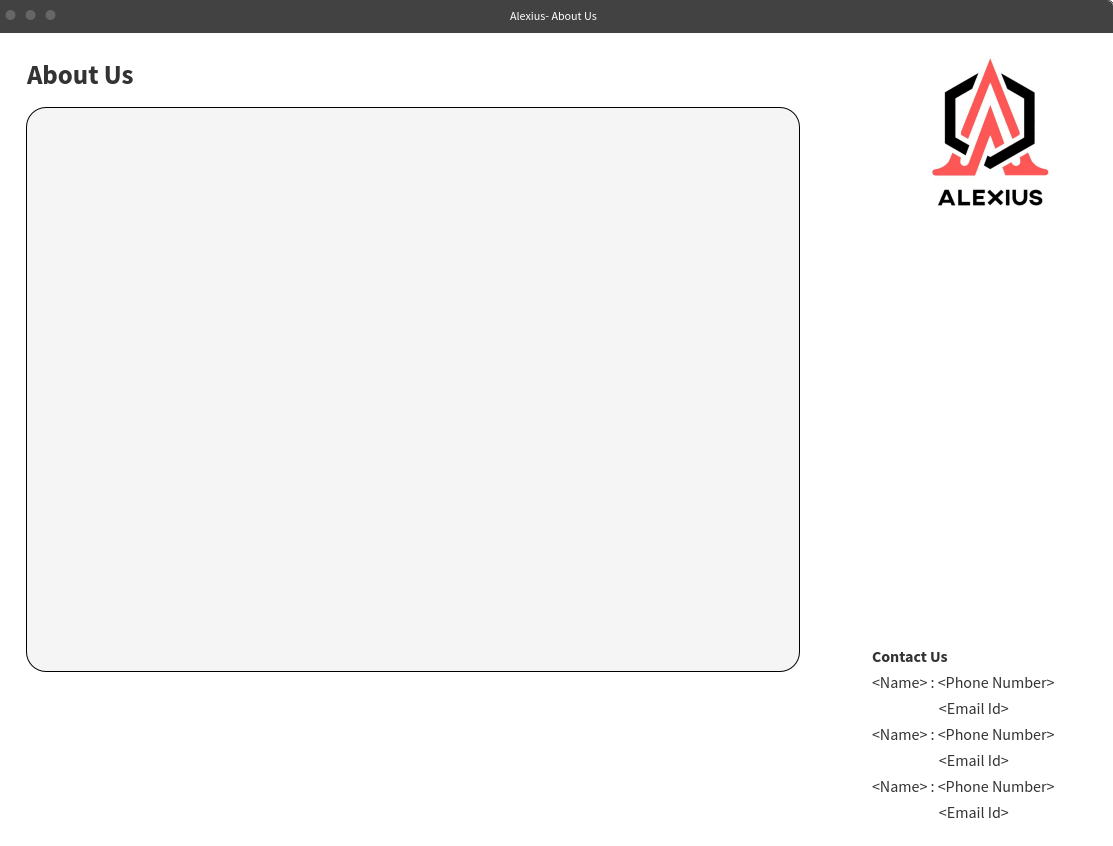 Alexius- About Us
About Us
ALEXIUS
Contact Us
<Name> : <Phone Number>
<Email Id>
<Name> : <Phone Number>
<Email Id>
<Name> : <Phone Number>
<Email Id>